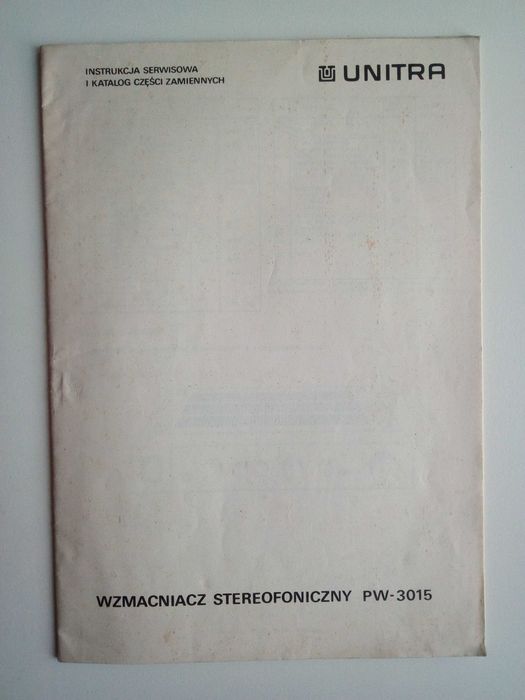 INSTRUKCJA SERWISOWA
I KATALOG CZĘŚCI ZAMIENNYCH
UNITRA
WZMACNIACZ STEREOFONICZNY PW-3015